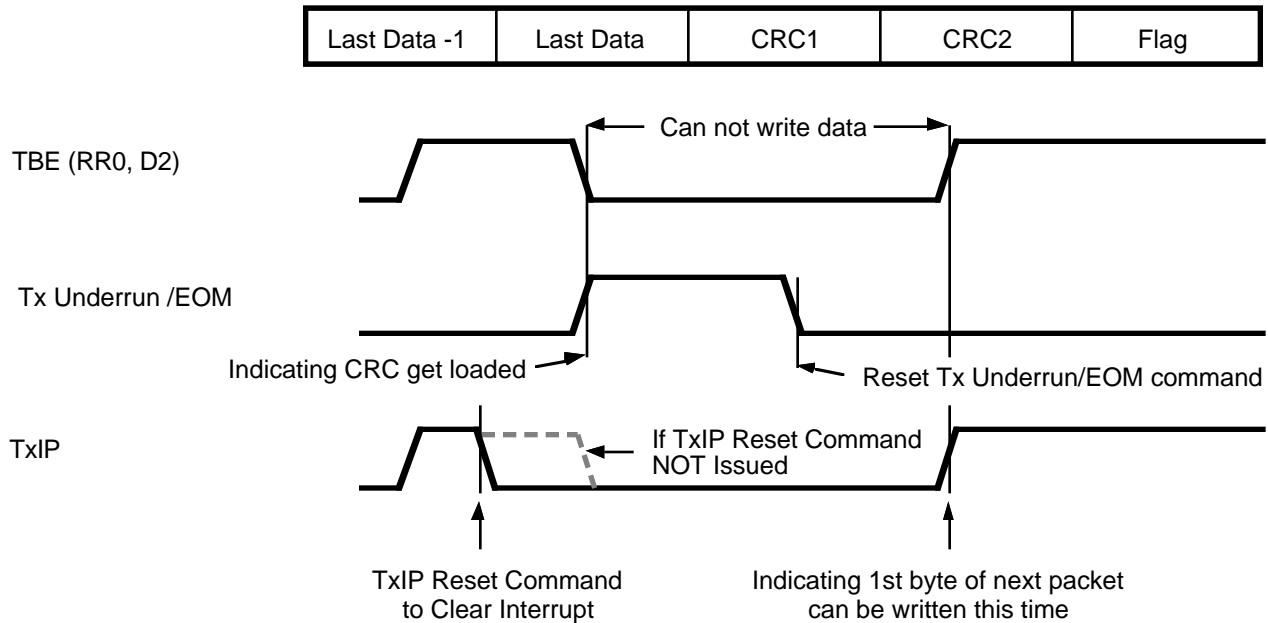 Last Data -1 Last Data CRC1 CRC2 Flag
Can not write data
TBE (RR0, D2)
Tx Underrun /EOM
Indicating CRC get loaded
Reset Tx Underrun/EOM command
TxIP
If TxIP Reset Command
NOT Issued
TxIP Reset Command
to Clear Interrupt
Indicating 1st byte of next packet
can be written this time